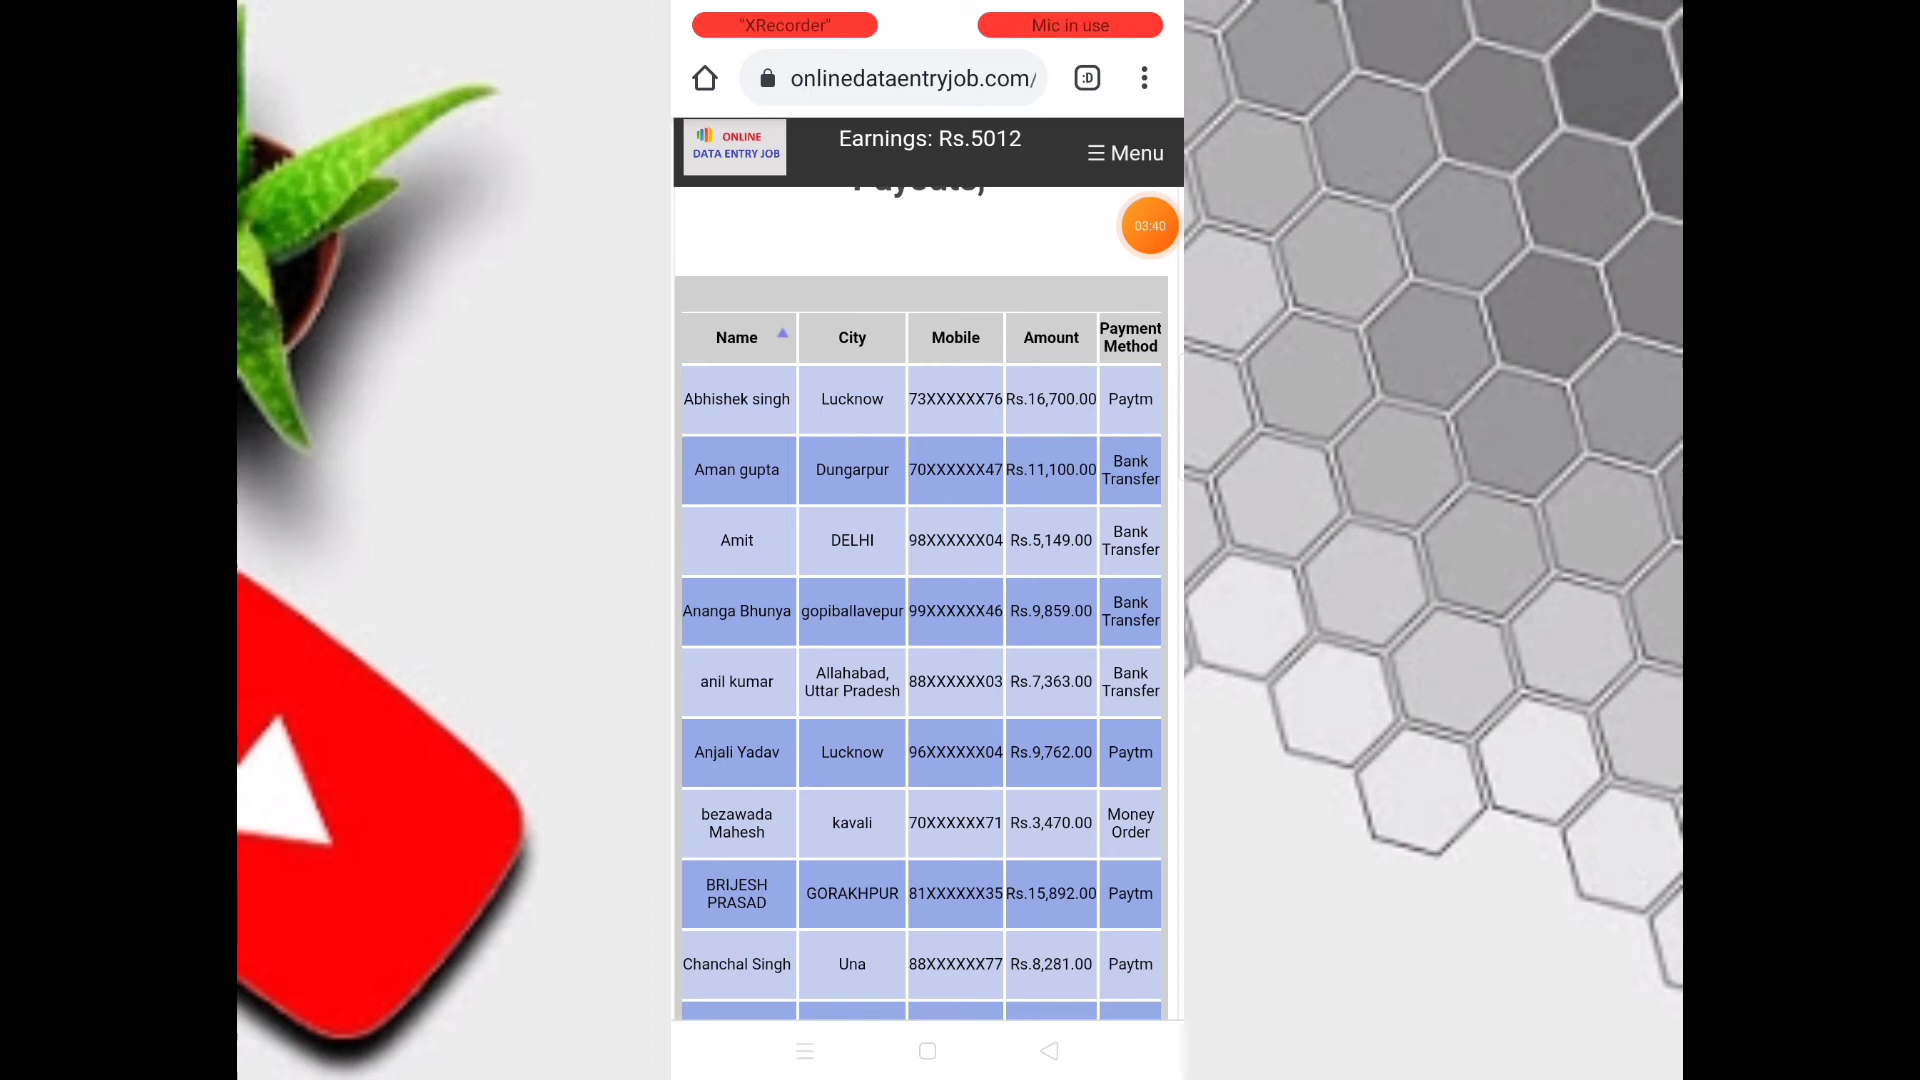 "XRecorder"
Mic in use
onlinedataentryjob.com/
:D
ONLINE
DATA ENTRY JOB
Earnings: Rs.5012
☰ Menu
Payouts,
03:40
Name City Mobile Amount Payment Method
Abhishek singh Lucknow 73XXXXXX76 Rs.16,700.00 Paytm
Aman gupta Dungarpur 70XXXXXX47 Rs.11,100.00 Bank Transfer
Amit DELHI 98XXXXXX04 Rs.5,149.00 Bank Transfer
Ananga Bhunya gopiballavepur 99XXXXXX46 Rs.9,859.00 Bank Transfer
anil kumar Allahabad, Uttar Pradesh 88XXXXXX03 Rs.7,363.00 Bank Transfer
Anjali Yadav Lucknow 96XXXXXX04 Rs.9,762.00 Paytm
bezawada Mahesh kavali 70XXXXXX71 Rs.3,470.00 Money Order
BRIJESH PRASAD GORAKHPUR 81XXXXXX35 Rs.15,892.00 Paytm
Chanchal Singh Una 88XXXXXX77 Rs.8,281.00 Paytm